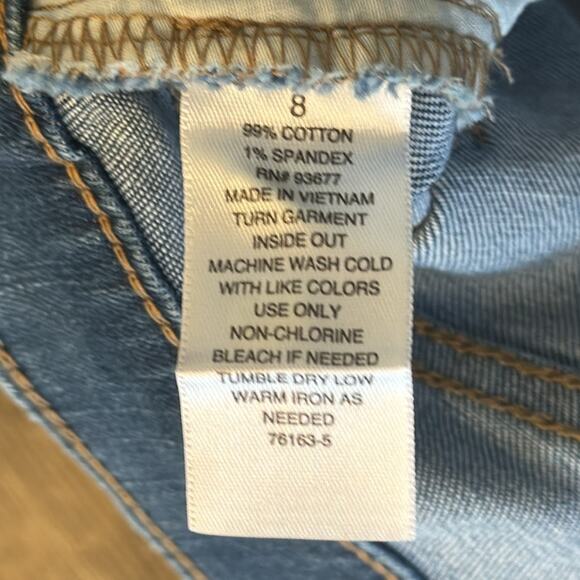 8
99% COTTON
1% SPANDEX
RN# 93677
MADE IN VIETNAM
TURN GARMENT
INSIDE OUT
MACHINE WASH COLD
WITH LIKE COLORS
USE ONLY
NON-CHLORINE
BLEACH IF NEEDED
TUMBLE DRY LOW
WARM IRON AS
NEEDED
76163-5